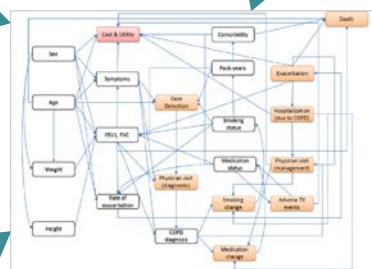 Death
Sex
Cost & Utility
Comorbidity
Pack-years
Symptoms
Exacerbation
Age
Case
Detection
Hospitalization
(due to COPD)
Smoking
status
FEV1, FVC
Medication
status
Physician visit
(management)
Weight
Physician visit
(diagnostic)
Rate of
exacerbation
Smoking
change
Adverse TX
events
Height
COPD
diagnosis
Medication
change